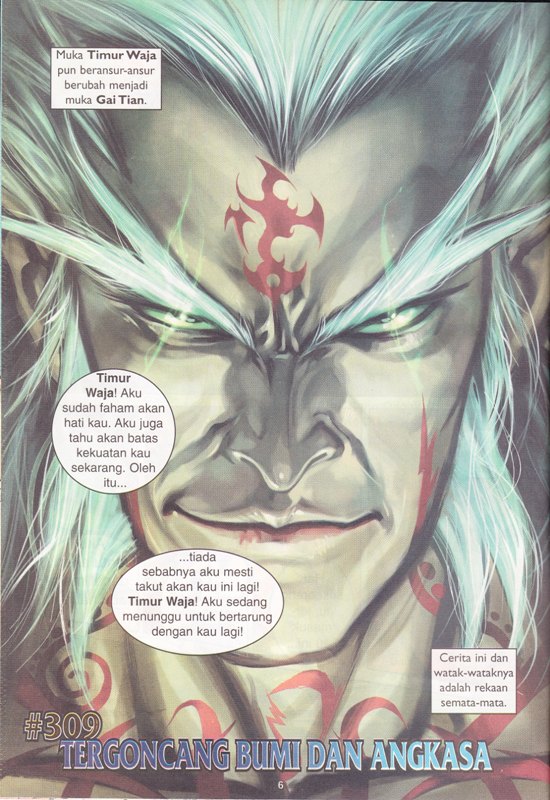 Muka Timur Waja
pun beransur-ansur
berubah menjadi
muka Gai Tian.
Timur
Waja! Aku
sudah faham akan
hati kau. Aku juga
tahu akan batas
kekuatan kau
sekarang. Oleh
itu...
...tiada
sebabnya aku mesti
takut akan kau ini lagi!
Timur Waja! Aku sedang
menunggu untuk bertarung
dengan kau lagi!
Cerita ini dan
watak-wataknya
adalah rekaan
semata-mata.
#309
TERGONCANG BUMI DAN ANGKASA
6